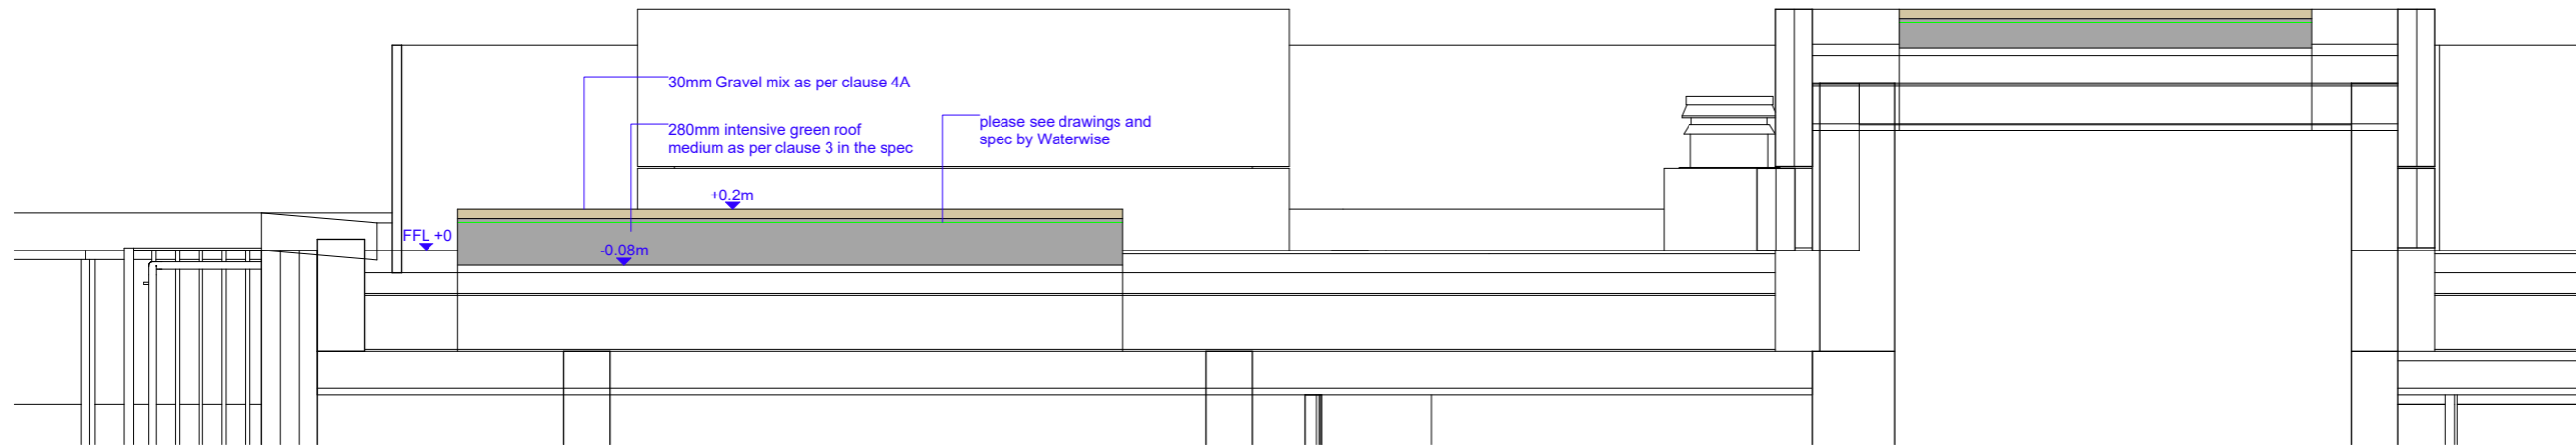 30mm Gravel mix as per clause 4A
280mm intensive green roof
medium as per clause 3 in the spec
please see drawings and
spec by Waterwise
+0.2m
FFL +0
-0.08m